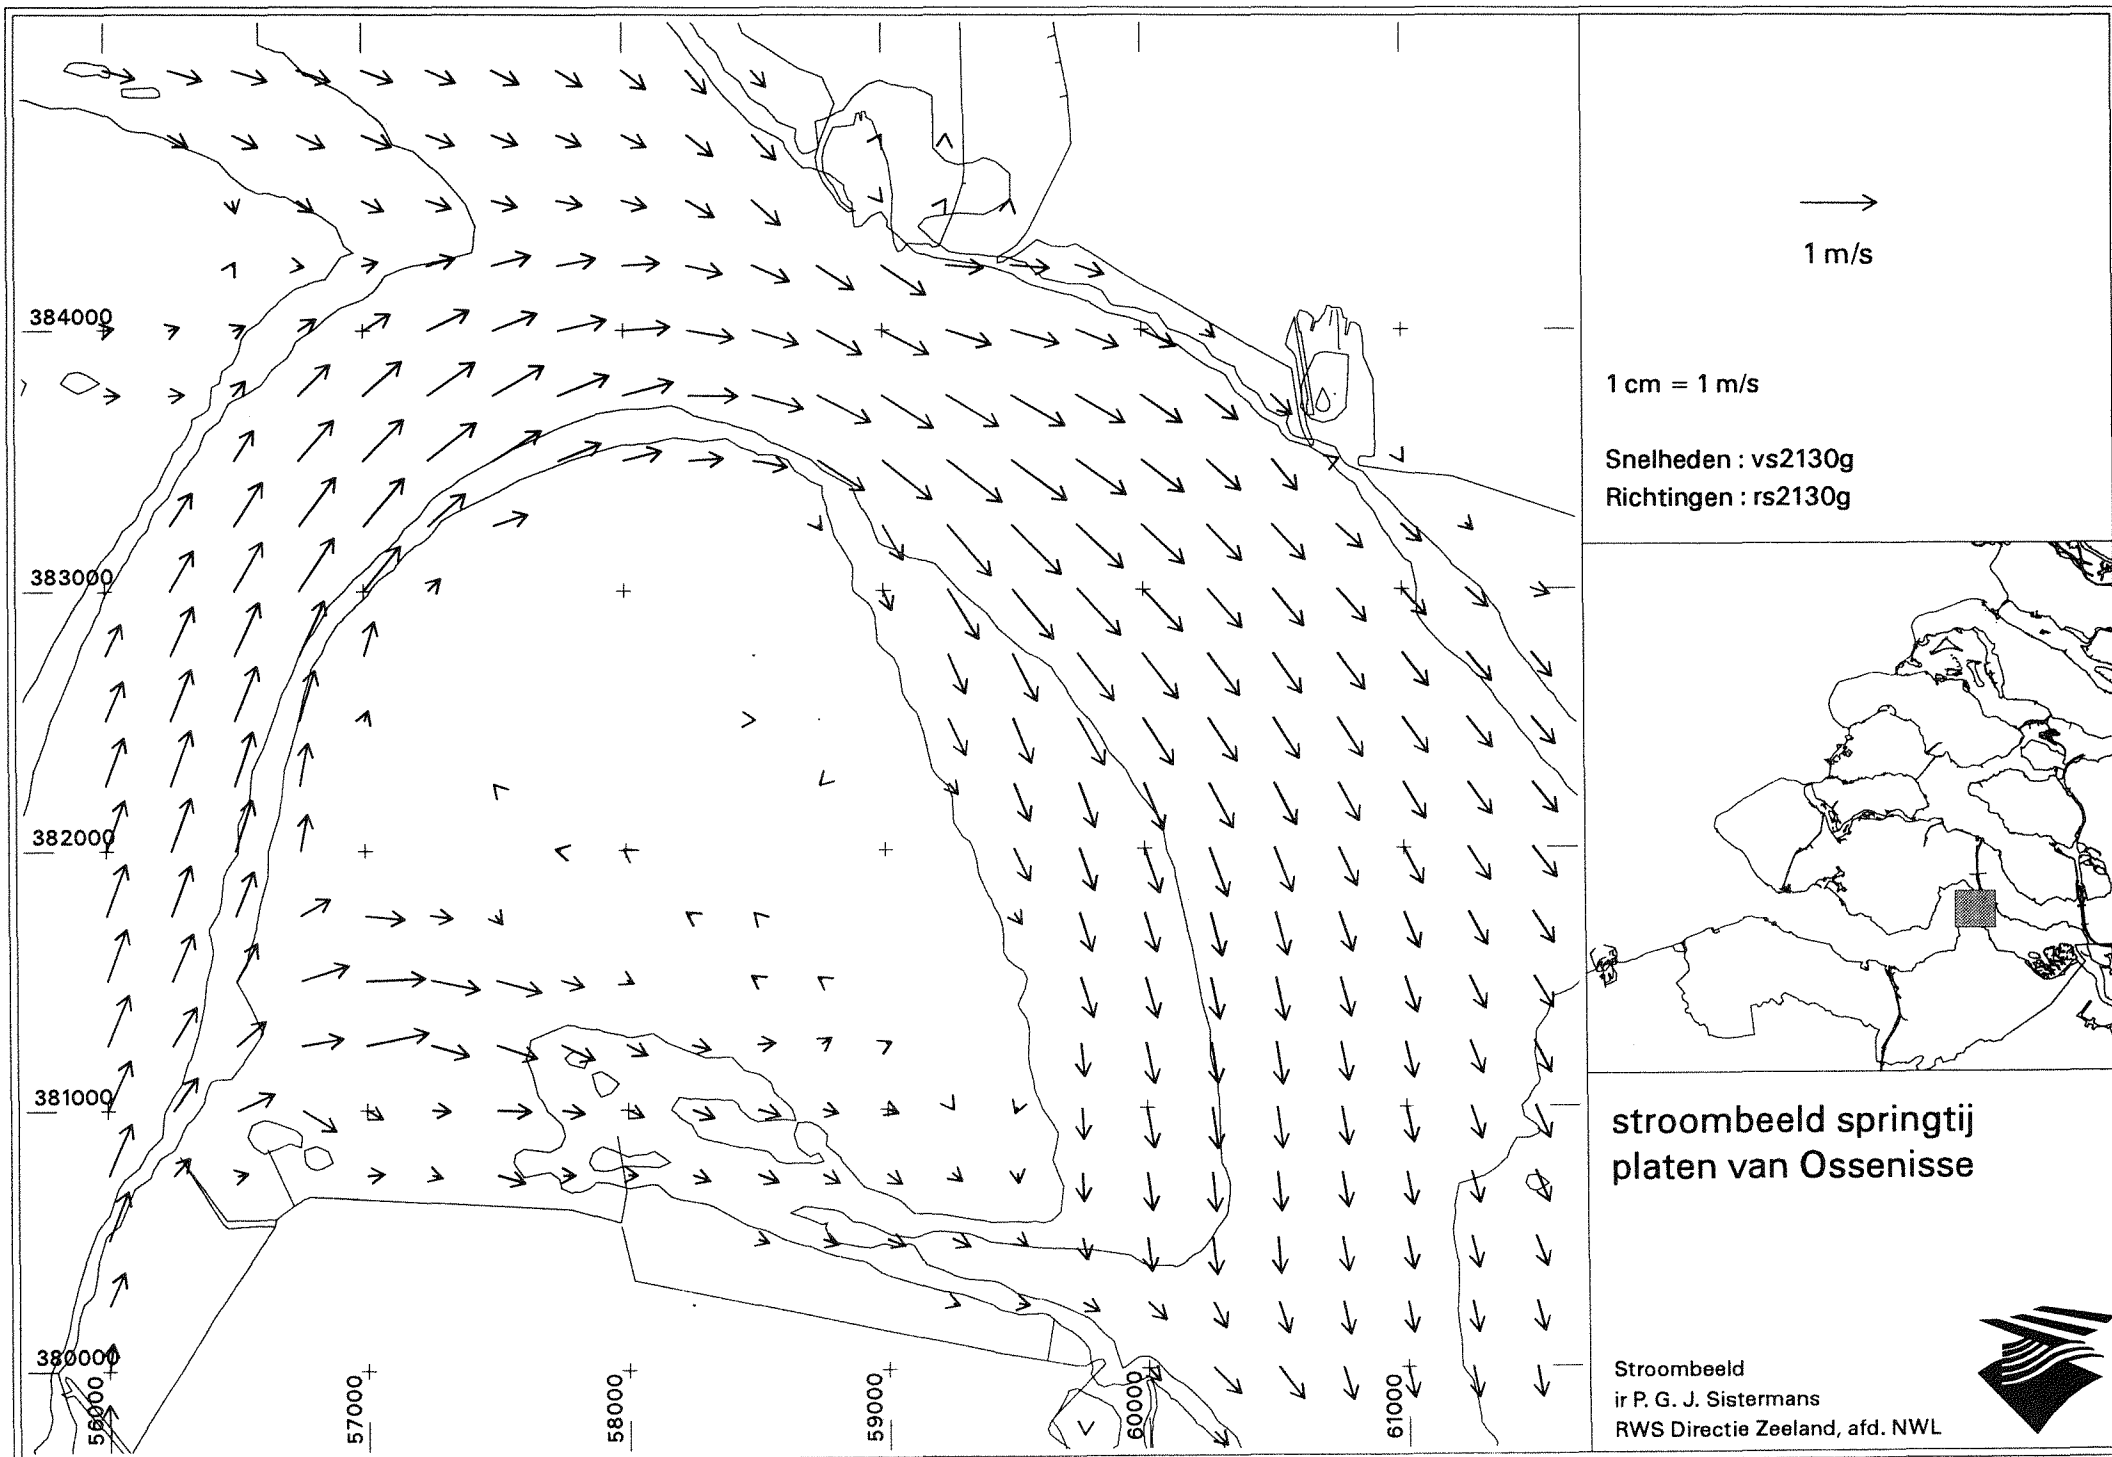 384000
383000
382000
381000
380000
56000
57000
58000
59000
60000
61000
1 m/s
1 cm = 1 m/s
Snelheden : vs2130g
Richtingen : rs2130g
stroombeeld springtij
platen van Ossenisse
Stroombeeld
ir P. G. J. Sistermans
RWS Directie Zeeland, afd. NWL